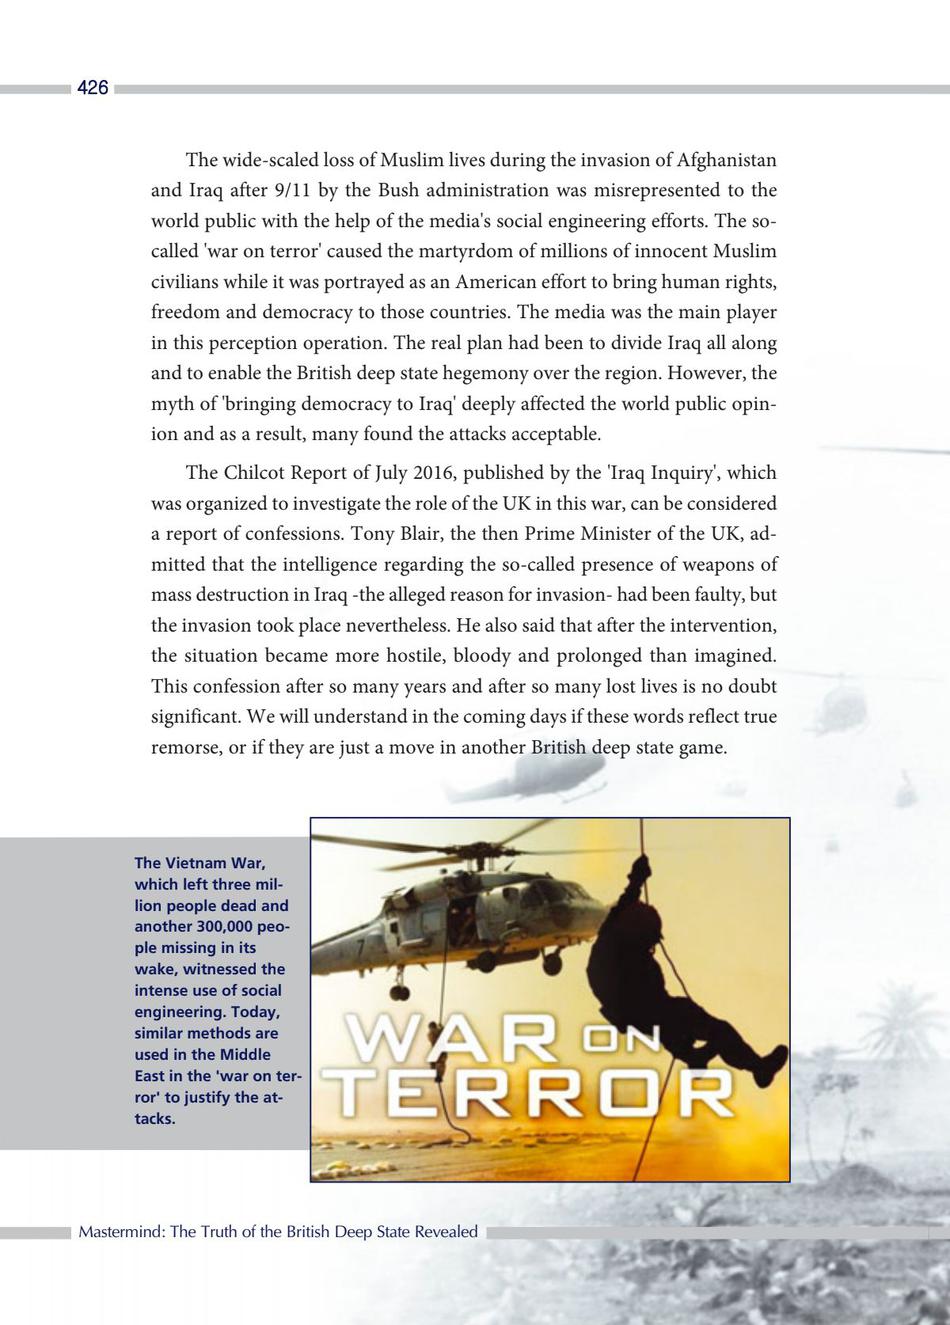 426
The wide-scaled loss of Muslim lives during the invasion of Afghanistan
and Iraq after 9/11 by the Bush administration was misrepresented to the
world public with the help of the media's social engineering efforts. The so-
called 'war on terror' caused the martyrdom of millions of innocent Muslim
civilians while it was portrayed as an American effort to bring human rights,
freedom and democracy to those countries. The media was the main player
in this perception operation. The real plan had been to divide Iraq all along
and to enable the British deep state hegemony over the region. However, the
myth of 'bringing democracy to Iraq' deeply affected the world public opin-
ion and as a result, many found the attacks acceptable.
The Chilcot Report of July 2016, published by the 'Iraq Inquiry', which
was organized to investigate the role of the UK in this war, can be considered
a report of confessions. Tony Blair, the then Prime Minister of the UK, ad-
mitted that the intelligence regarding the so-called presence of weapons of
mass destruction in Iraq -the alleged reason for invasion- had been faulty, but
the invasion took place nevertheless. He also said that after the intervention,
the situation became more hostile, bloody and prolonged than imagined.
This confession after so many years and after so many lost lives is no doubt
significant. We will understand in the coming days if these words reflect true
remorse, or if they are just a move in another British deep state game.
The Vietnam War,
which left three mil-
lion people dead and
another 300,000 peo-
ple missing in its
wake, witnessed the
intense use of social
engineering. Today,
similar methods are
used in the Middle
East in the 'war on ter-
ror' to justify the at-
tacks.
7
WAR ON
TERROR
Mastermind: The Truth of the British Deep State Revealed